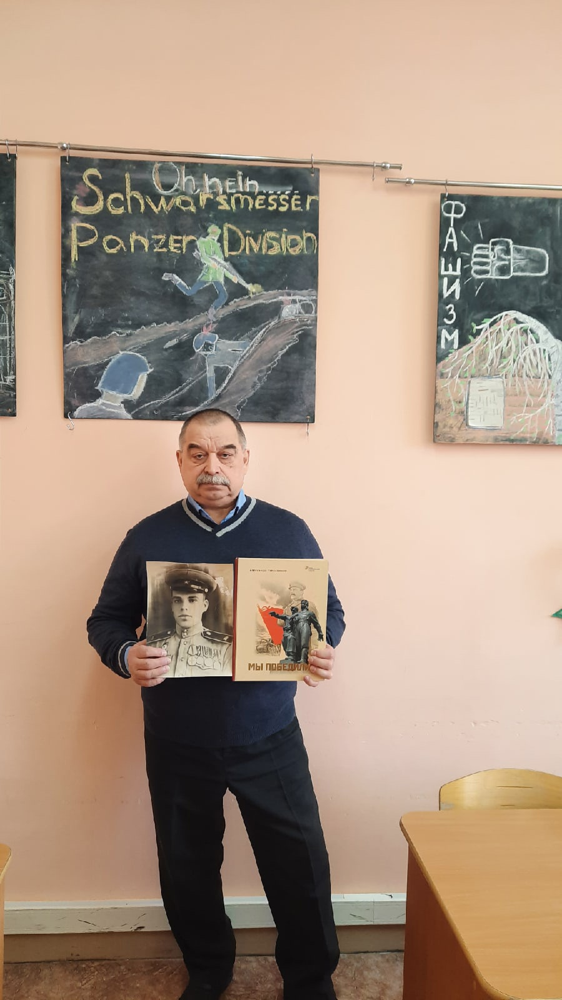 Oh, nein......
Schwarsmesser
Panzer Division
ФАШИЗМ
МЫ ПОБЕДИЛИ